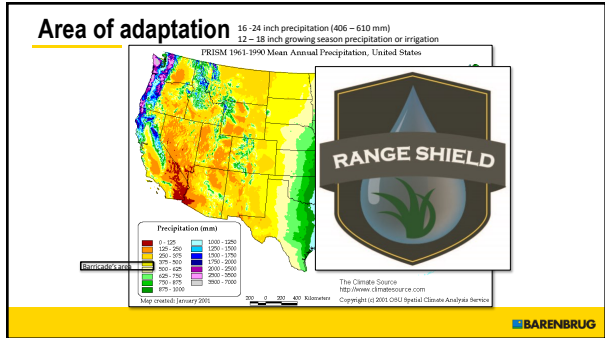 Area of adaptation
16 -24 inch precipitation (406 – 610 mm)
12 – 18 inch growing season precipitation or irrigation
PRISM 1961-1990 Mean Annual Precipitation, United States
RANGE SHIELD
Precipitation (mm)
0 - 125
125 - 250
250 - 375
375 - 500
500 - 625
625 - 750
750 - 875
875 - 1000
1000 - 1250
1250 - 1500
1500 - 1750
1750 - 2000
2000 - 2500
2500 - 3500
3500 - 7000
Barricade's area
Map created: January 2001
200 0 200 400 Kilometers
The Climate Source
http://www.climatesource.com
Copyright (c) 2001 OSU Spatial Climate Analysis Service
BARENBRUG